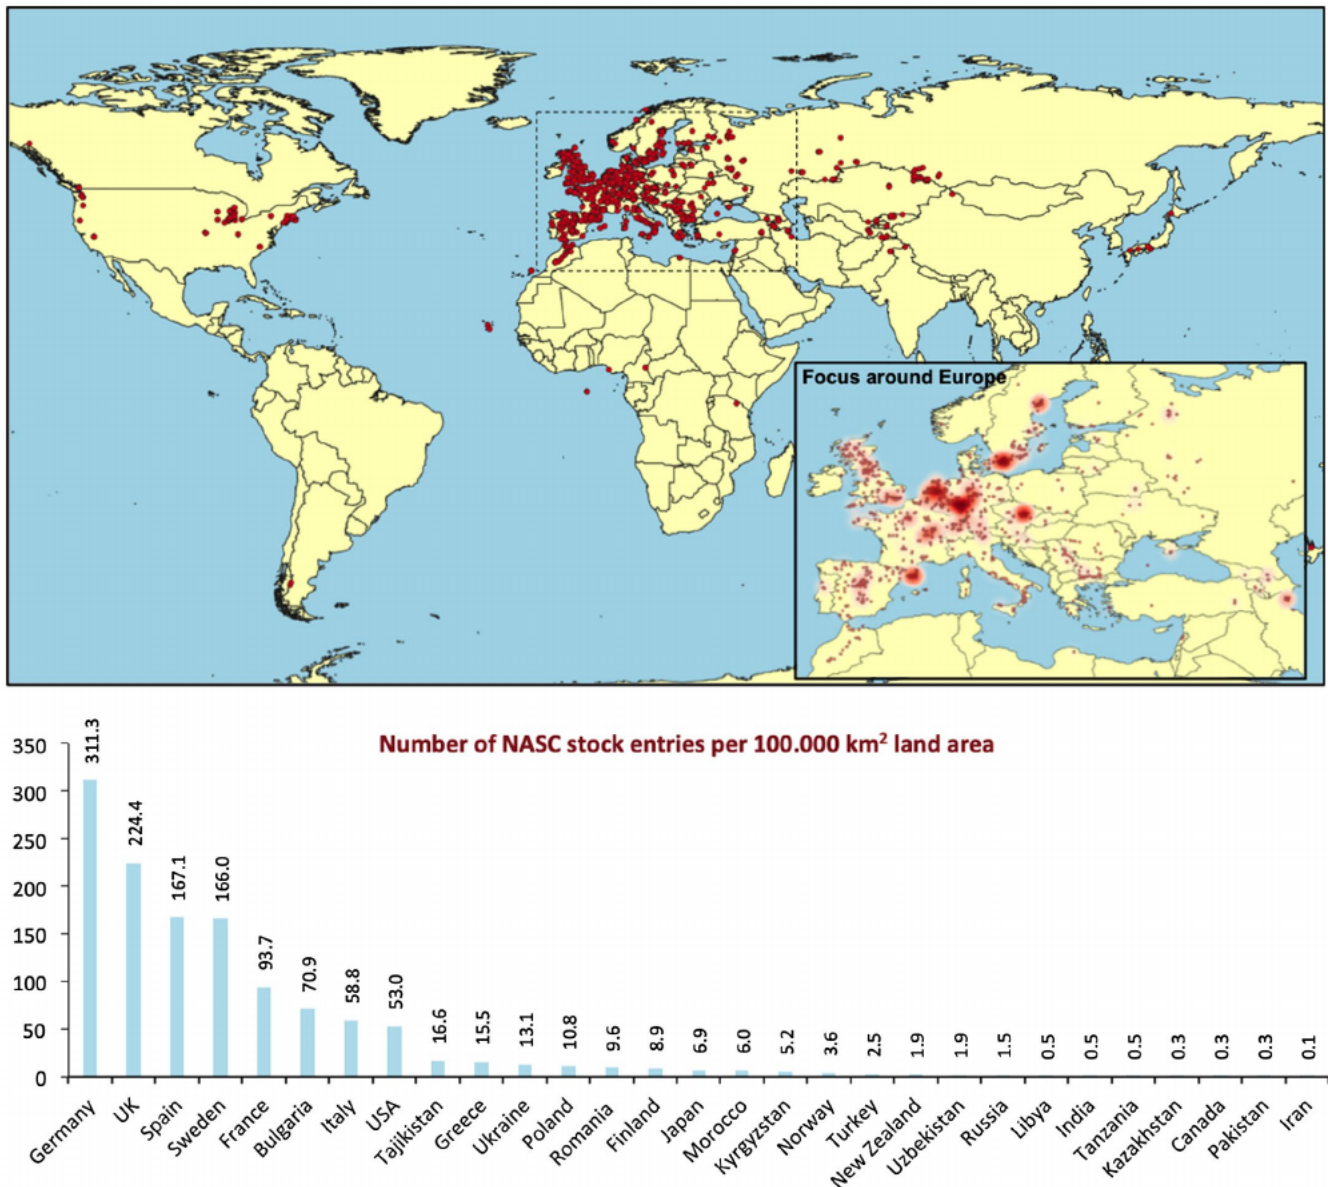 Focus around Europe
Number of NASC stock entries per 100.000 km² land area
350
300
250
200
150
100
50
0
311.3
224.4
167.1
166.0
93.7
70.9
58.8
53.0
16.6
15.5
13.1
10.8
9.6
8.9
6.9
6.0
5.2
3.6
2.5
1.9
1.9
1.5
0.5
0.5
0.5
0.3
0.3
0.3
0.1
Germany
UK
Spain
Sweden
France
Bulgaria
Italy
USA
Tajikistan
Greece
Ukraine
Poland
Romania
Finland
Japan
Morocco
Kyrgyzstan
Norway
Turkey
New Zealand
Uzbekistan
Russia
Libya
India
Tanzania
Kazakhstan
Canada
Pakistan
Iran